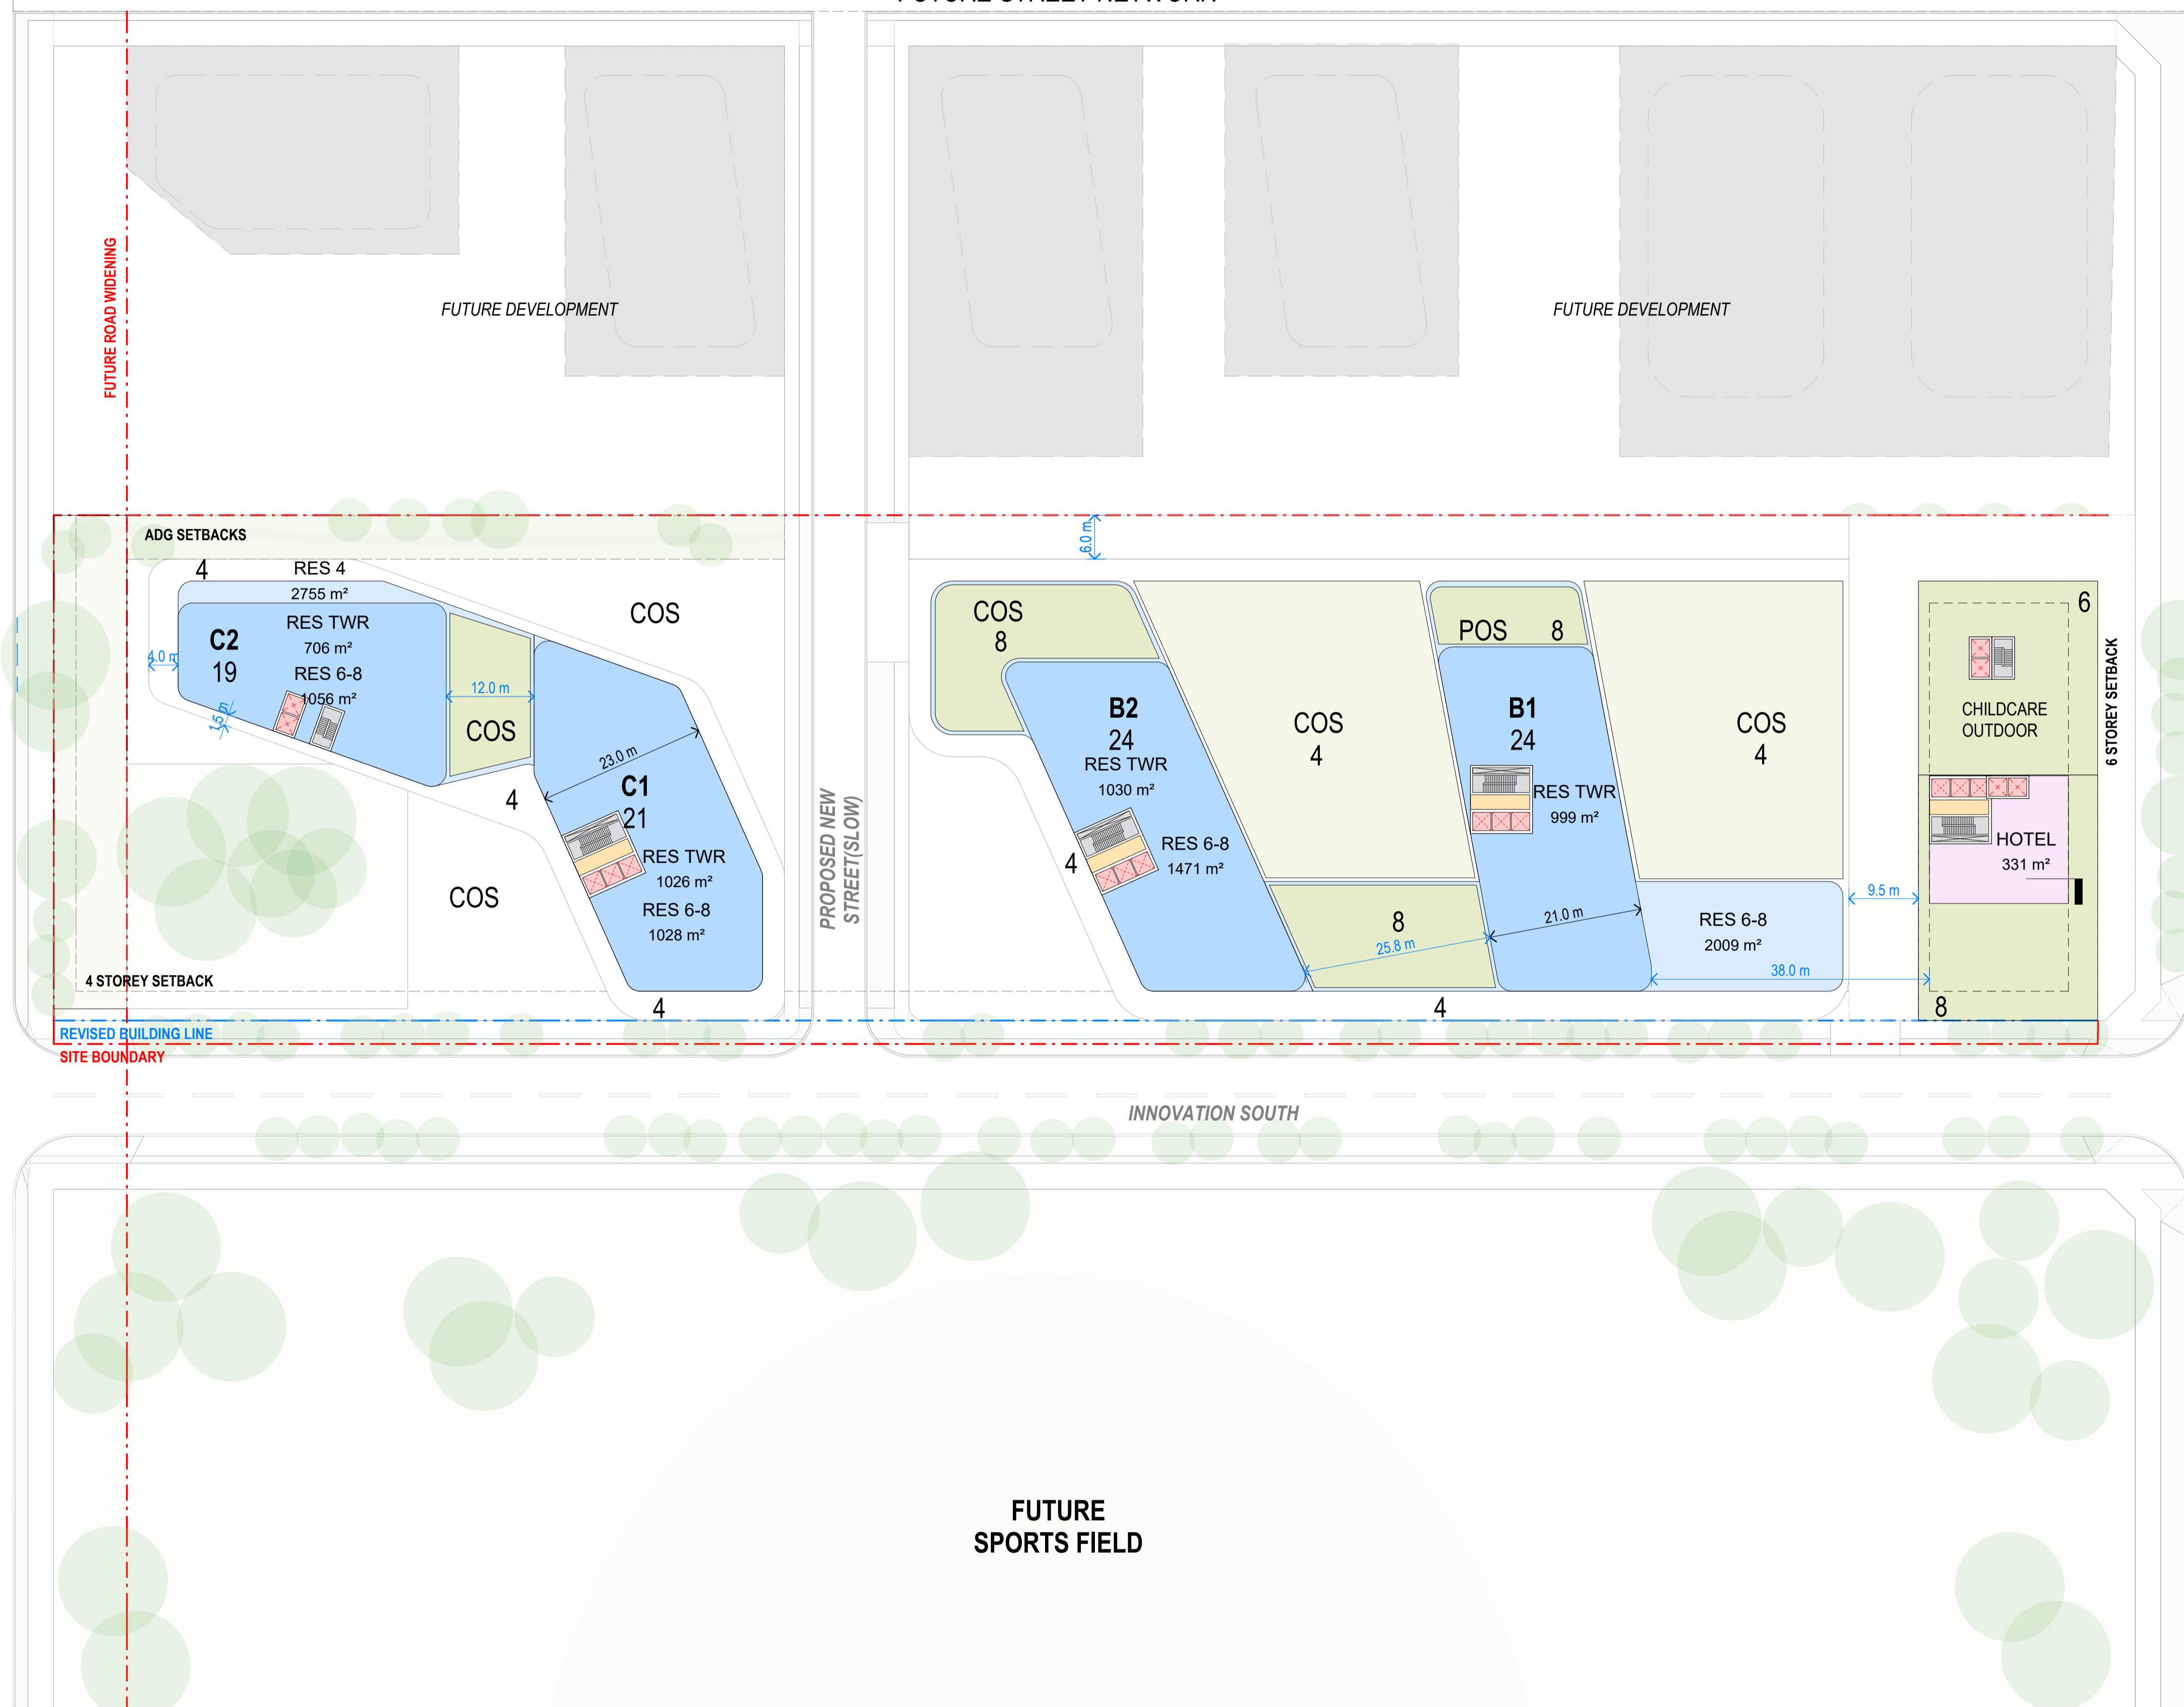 FUTURE STREET NETWORK
FUTURE ROAD WIDENING
FUTURE DEVELOPMENT
FUTURE DEVELOPMENT
ADG SETBACKS
6.0 m
4
RES 4
2755 m²
RES TWR
706 m²
C2
19
RES 6-8
1056 m²
4.0 m
1.5 m
12.0 m
COS
COS
23.0 m
C1
21
4
RES TWR
1026 m²
RES 6-8
1028 m²
COS
4
4 STOREY SETBACK
REVISED BUILDING LINE
SITE BOUNDARY
PROPOSED NEW
STREET(SLOW)
COS
8
B2
24
RES TWR
1030 m²
4
RES 6-8
1471 m²
COS
4
POS
8
B1
24
RES TWR
999 m²
COS
4
8
25.8 m
21.0 m
RES 6-8
2009 m²
38.0 m
4
9.5 m
6
6 STOREY SETBACK
CHILDCARE
OUTDOOR
HOTEL
331 m²
8
INNOVATION SOUTH
FUTURE
SPORTS FIELD